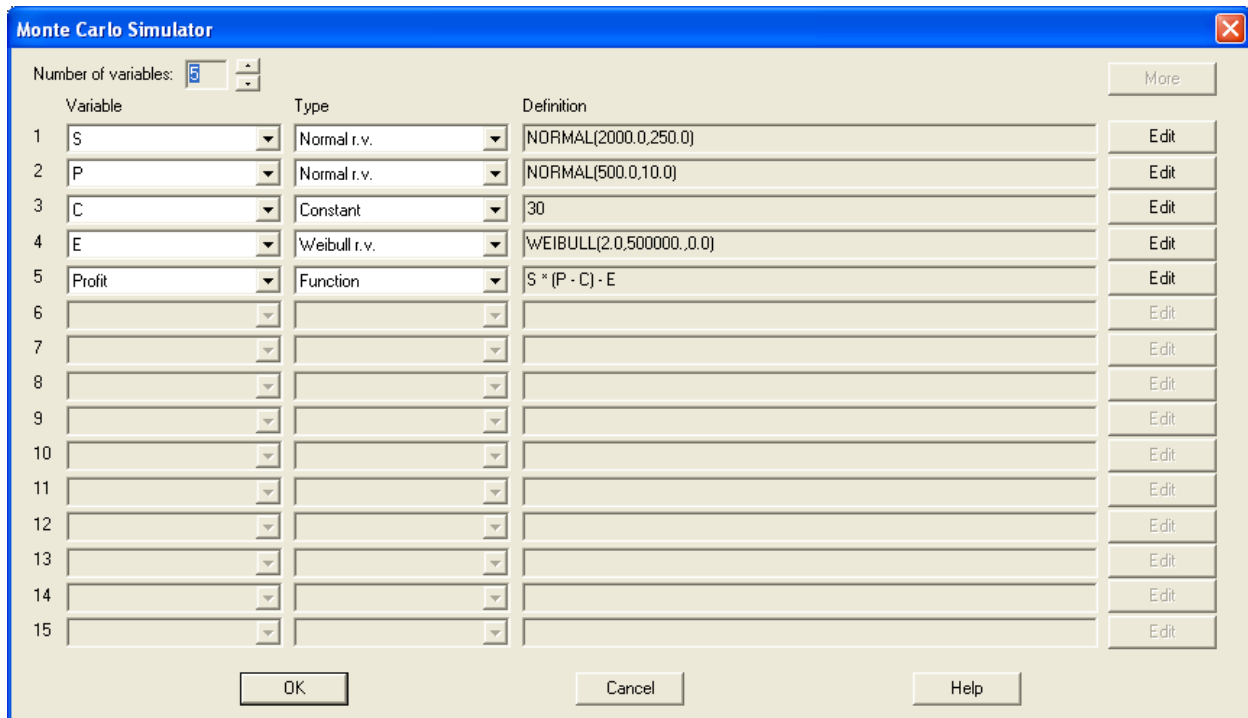 Monte Carlo Simulator
Number of variables: 5 More
Variable Type Definition
1 S Normal r.v. NORMAL(2000.0,250.0) Edit
2 P Normal r.v. NORMAL(500.0,10.0) Edit
3 C Constant 30 Edit
4 E Weibull r.v. WEIBULL(2.0,500000.,0.0) Edit
5 Profit Function S * (P - C) - E Edit
6 Edit
7 Edit
8 Edit
9 Edit
10 Edit
11 Edit
12 Edit
13 Edit
14 Edit
15 Edit
OK Cancel Help